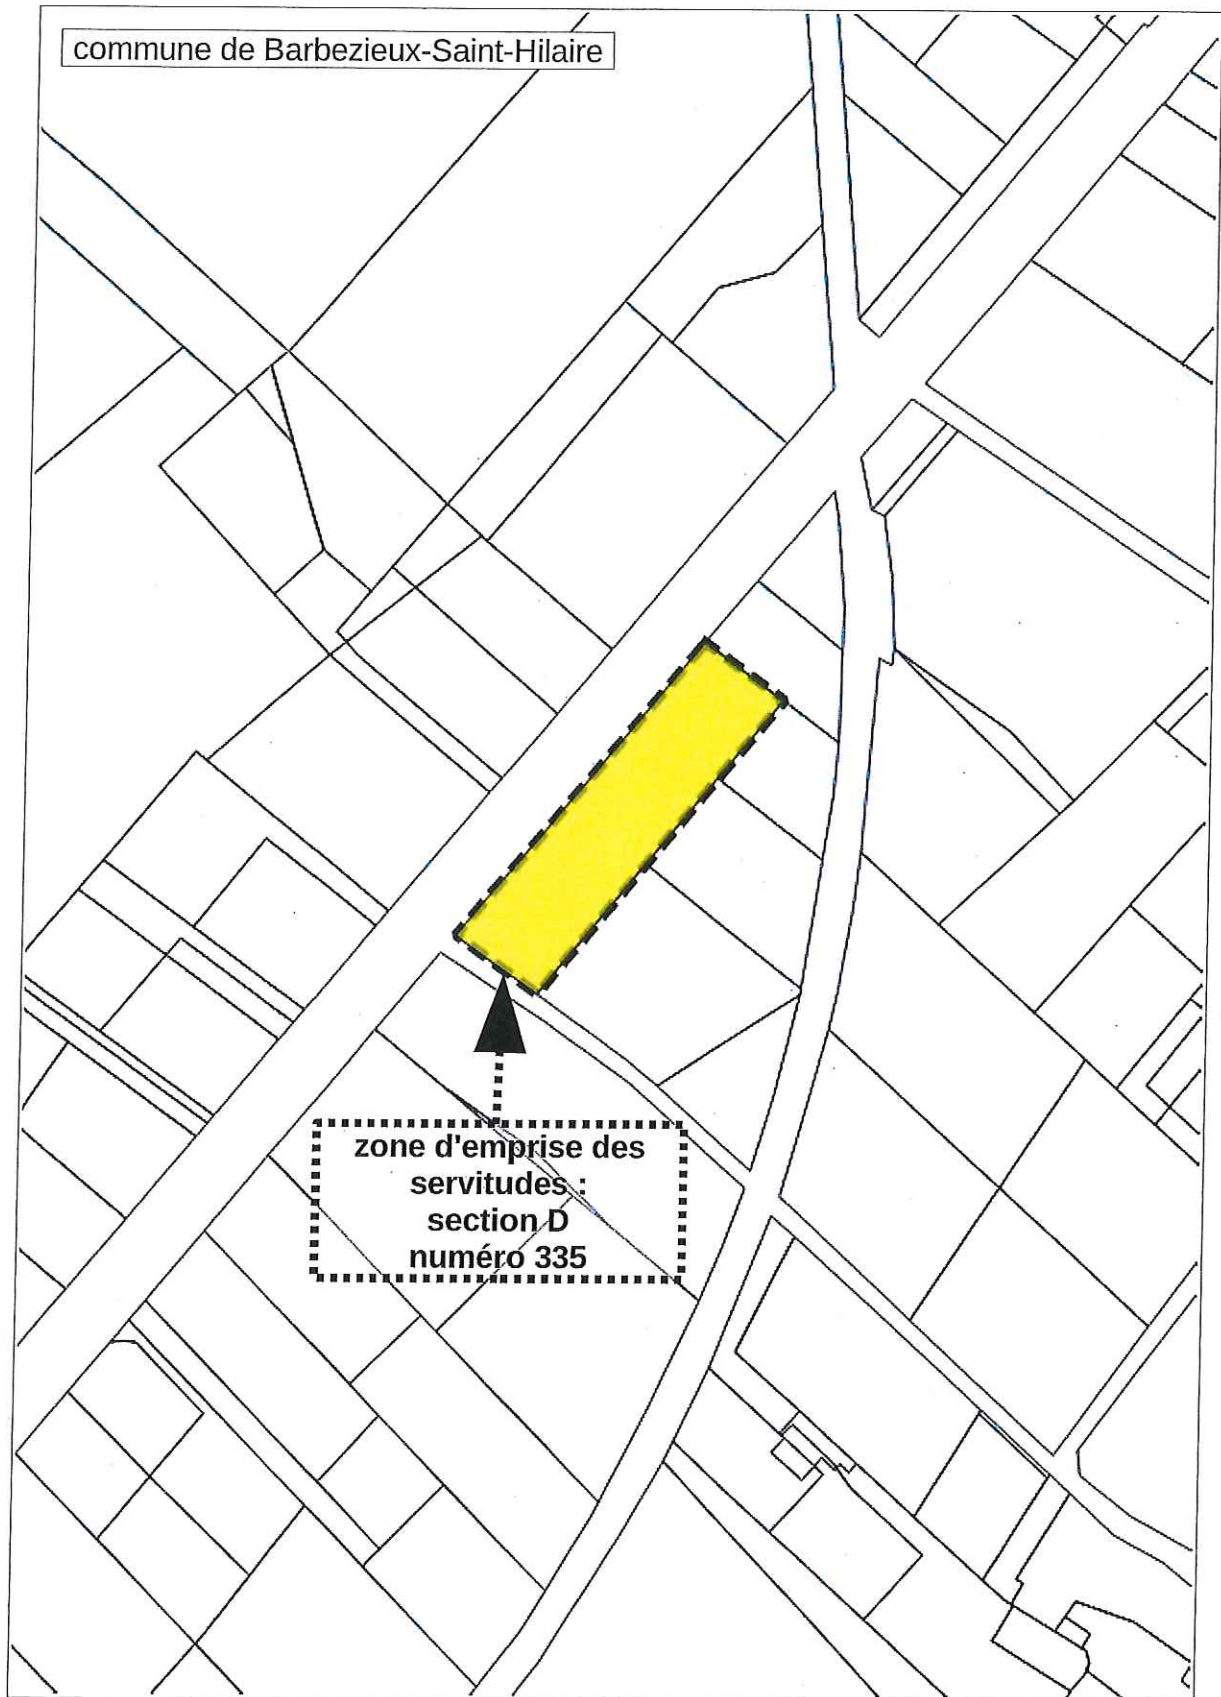 commune de Barbezieux-Saint-Hilaire
zone d'emprise des
servitudes :
section D
numéro 335